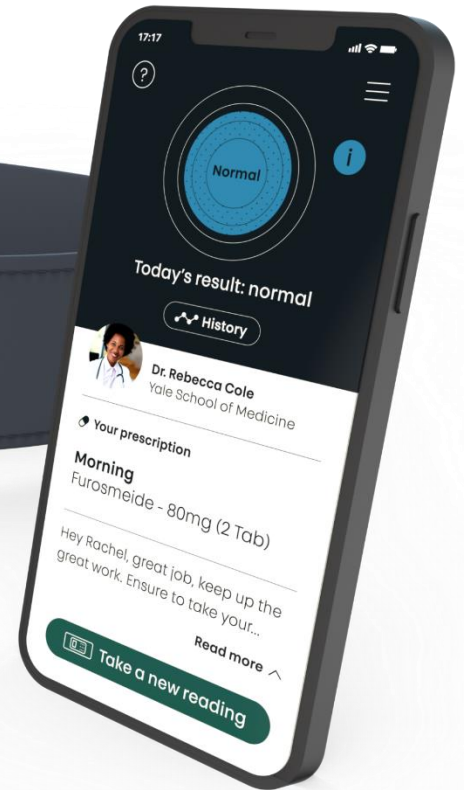 17:17
?
Normal
i
Today's result: normal
History
Dr. Rebecca Cole
Yale School of Medicine
Your prescription
Morning
Furosmeide - 80mg (2 Tab)
Hey Rachel, great job, keep up the
great work. Ensure to take your...
Read more
Take a new reading